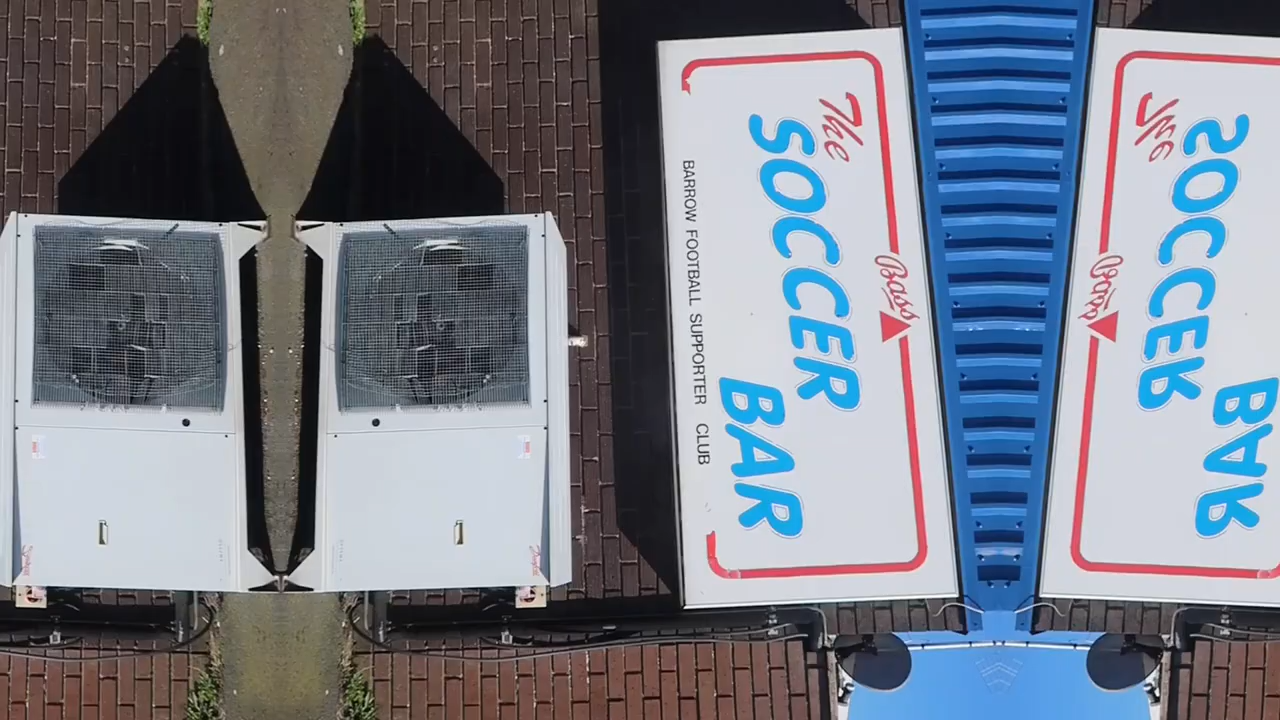 The
SOCCER
BAR
Bass
BARROW FOOTBALL SUPPORTER CLUB
The
SOCCER
BAR
Bass